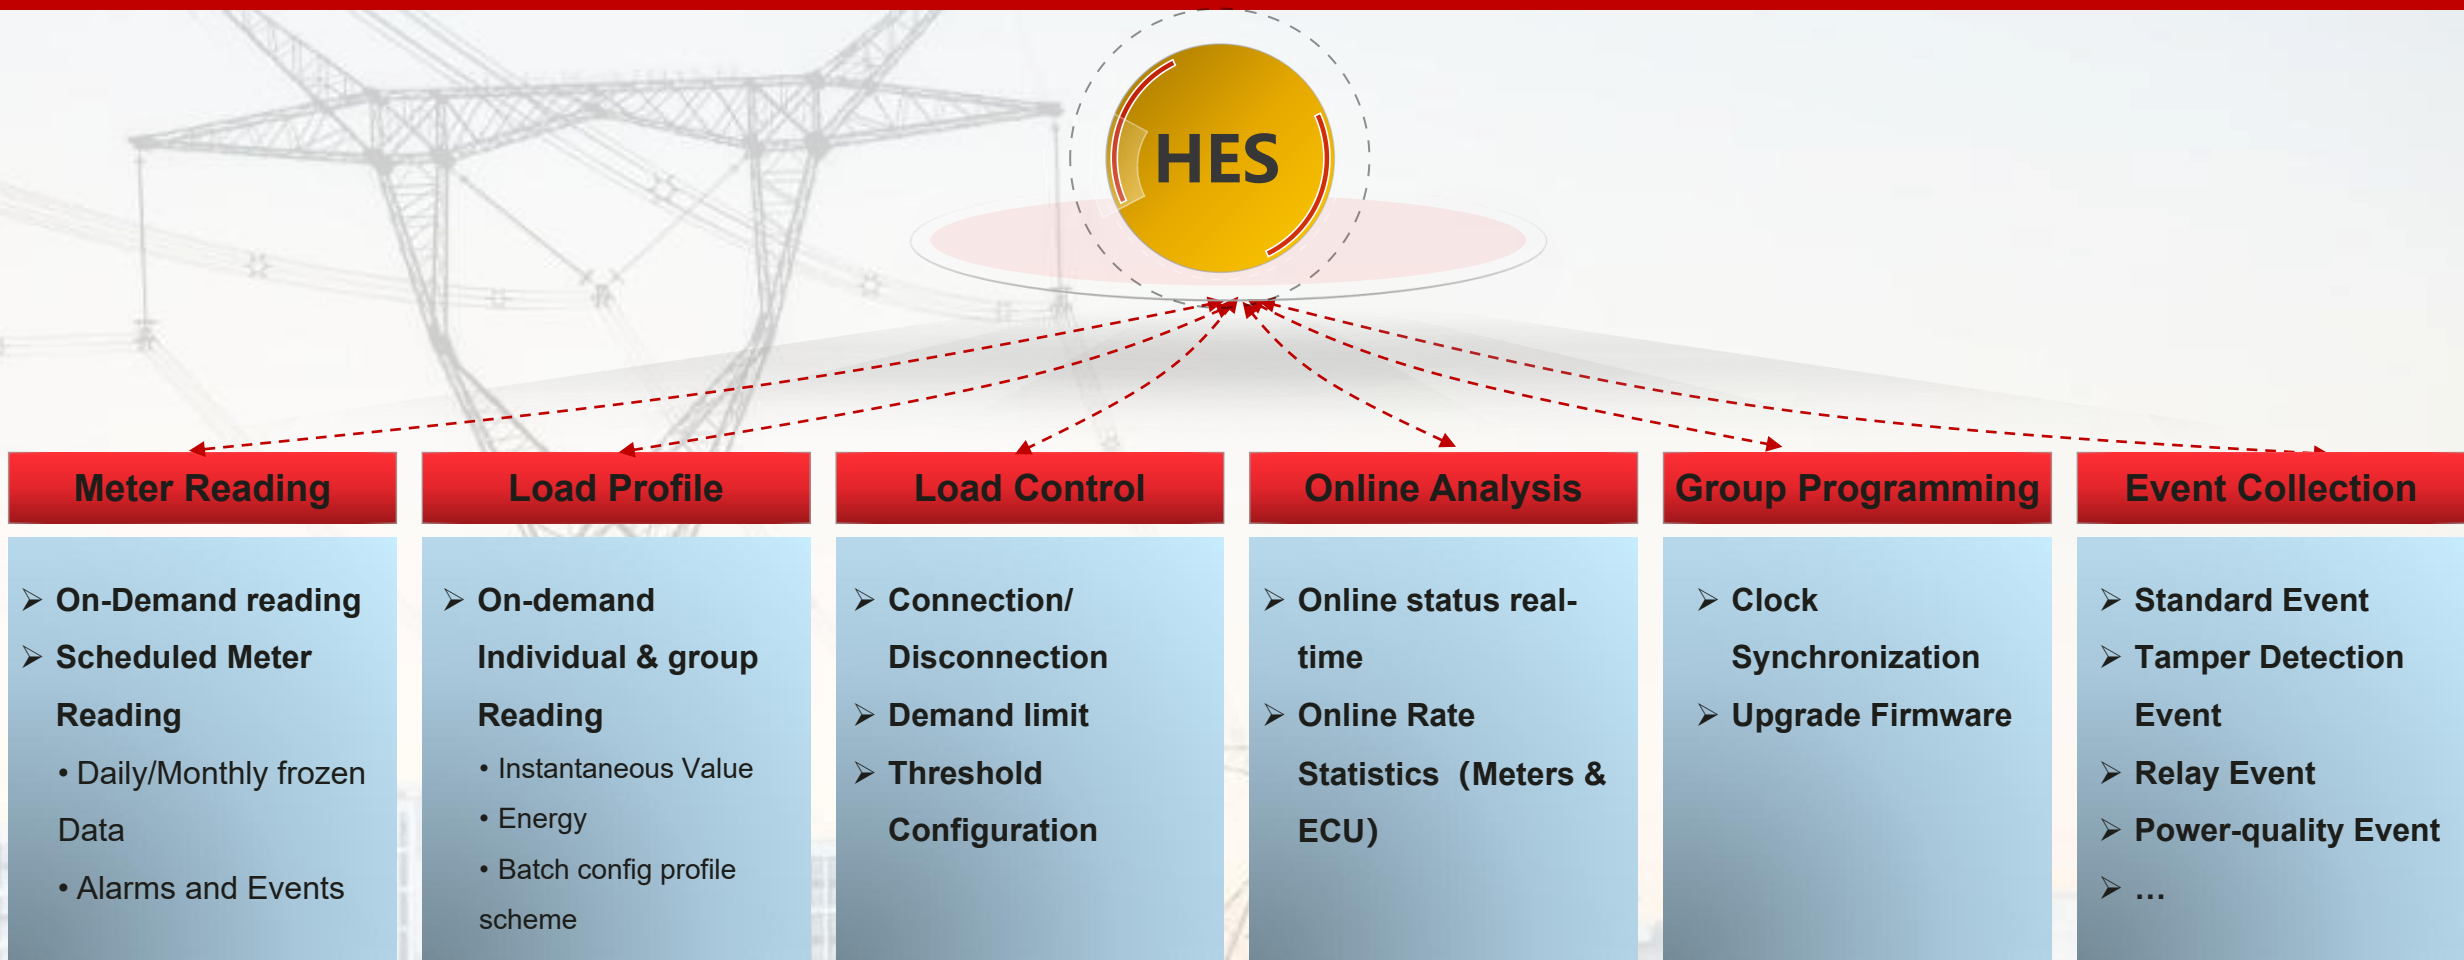 HES
Meter Reading
➢ On-Demand reading
➢ Scheduled Meter
Reading
• Daily/Monthly frozen
Data
• Alarms and Events
Load Profile
➢ On-demand
Individual & group
Reading
• Instantaneous Value
• Energy
• Batch config profile
scheme
Load Control
➢ Connection/
Disconnection
➢ Demand limit
➢ Threshold
Configuration
Online Analysis
➢ Online status real-
time
➢ Online Rate
Statistics（Meters &
ECU）
Group Programming
➢ Clock
Synchronization
➢ Upgrade Firmware
Event Collection
➢ Standard Event
➢ Tamper Detection
Event
➢ Relay Event
➢ Power-quality Event
➢ …